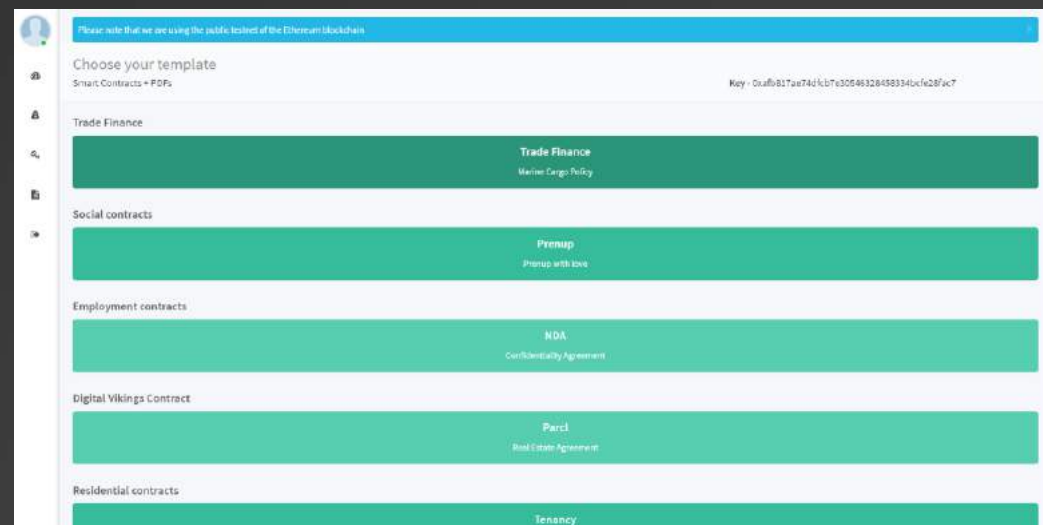 Please note that we are using the public testnet of the Ethereum blockchain
Choose your template
Smart Contracts + PDFs
Key -
Trade Finance
Trade Finance
Marine Cargo Policy
Social contracts
Prenup
Prenup with love
Employment contracts
NDA
Confidentiality Agreement
Digital Vikings Contract
Parcl
Real Estate Agreement
Residential contracts
Tenancy